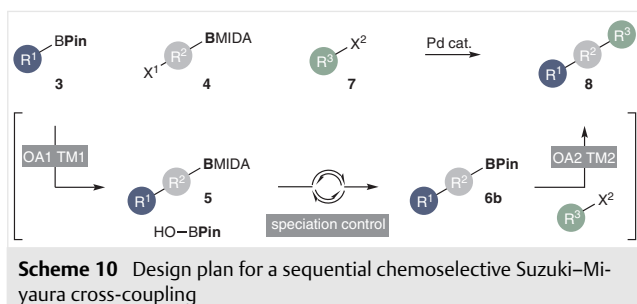 BPin
R1
3
BMIDA
R2
X1
4
X2
R3
7
Pd cat.
R3
R2
R1
8
OA1 TM1
BMIDA
R2
R1
5
HO–BPin
speciation control
BPin
R2
R1
6b
OA2 TM2
X2
R3
Scheme 10 Design plan for a sequential chemoselective Suzuki–Mi-
yaura cross-coupling